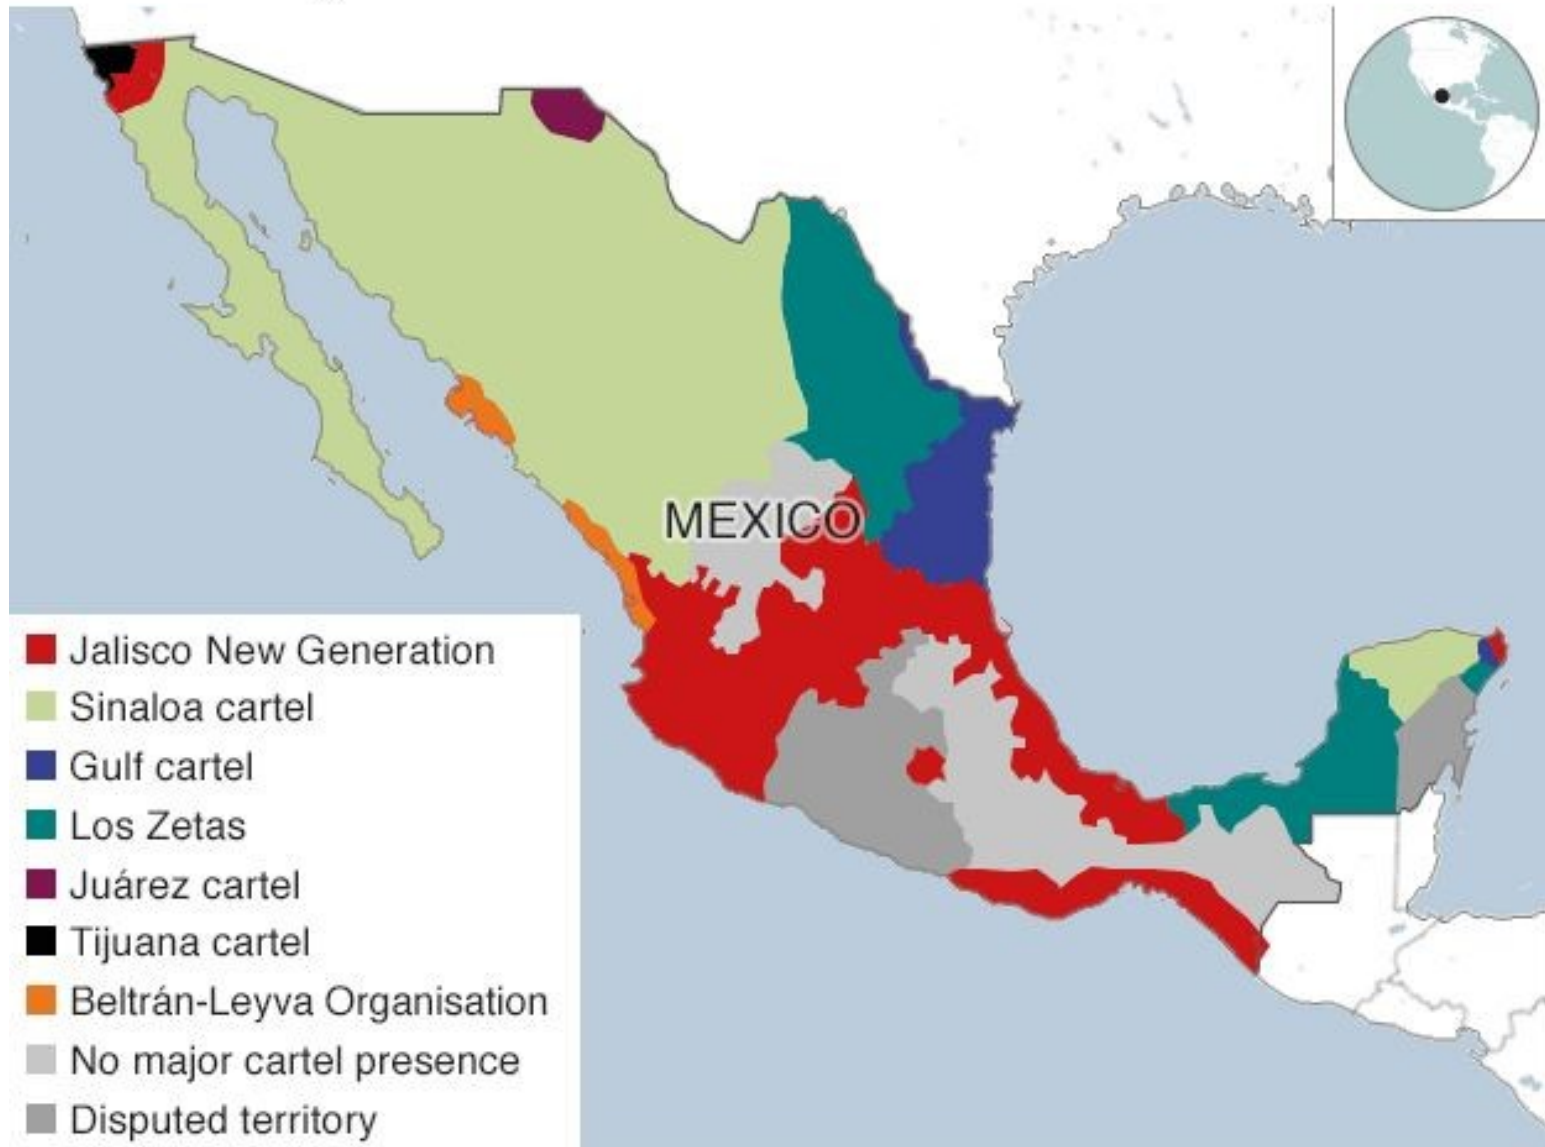 MEXICO
Jalisco New Generation
Sinaloa cartel
Gulf cartel
Los Zetas
Juárez cartel
Tijuana cartel
Beltrán-Leyva Organisation
No major cartel presence
Disputed territory